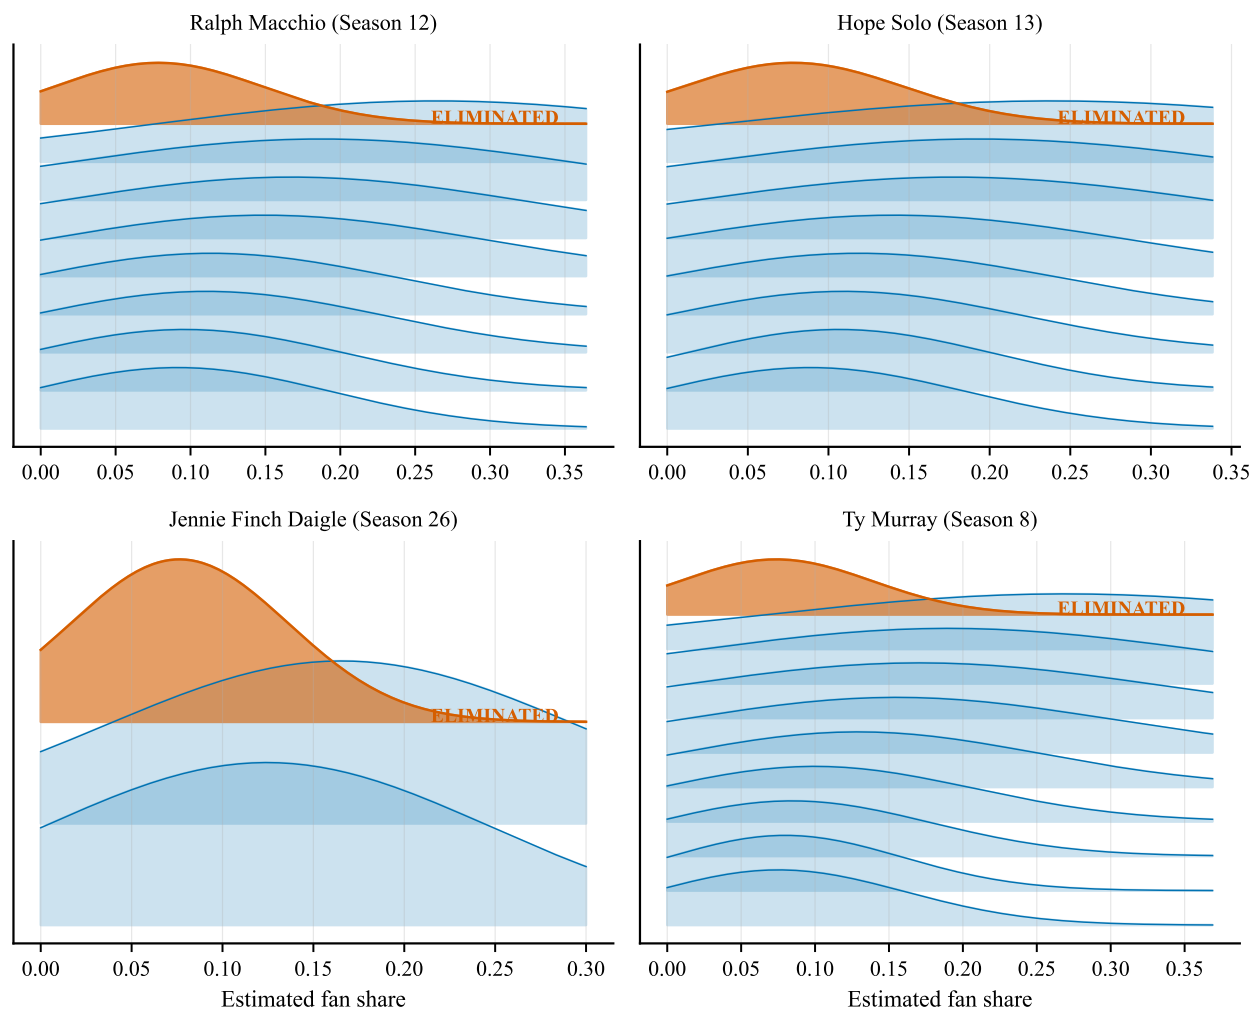 Ralph Macchio (Season 12)
ELIMINATED
0.00 0.05 0.10 0.15 0.20 0.25 0.30 0.35
Hope Solo (Season 13)
ELIMINATED
0.00 0.05 0.10 0.15 0.20 0.25 0.30 0.35
Jennie Finch Daigle (Season 26)
ELIMINATED
0.00 0.05 0.10 0.15 0.20 0.25 0.30
Estimated fan share
Ty Murray (Season 8)
ELIMINATED
0.00 0.05 0.10 0.15 0.20 0.25 0.30 0.35
Estimated fan share